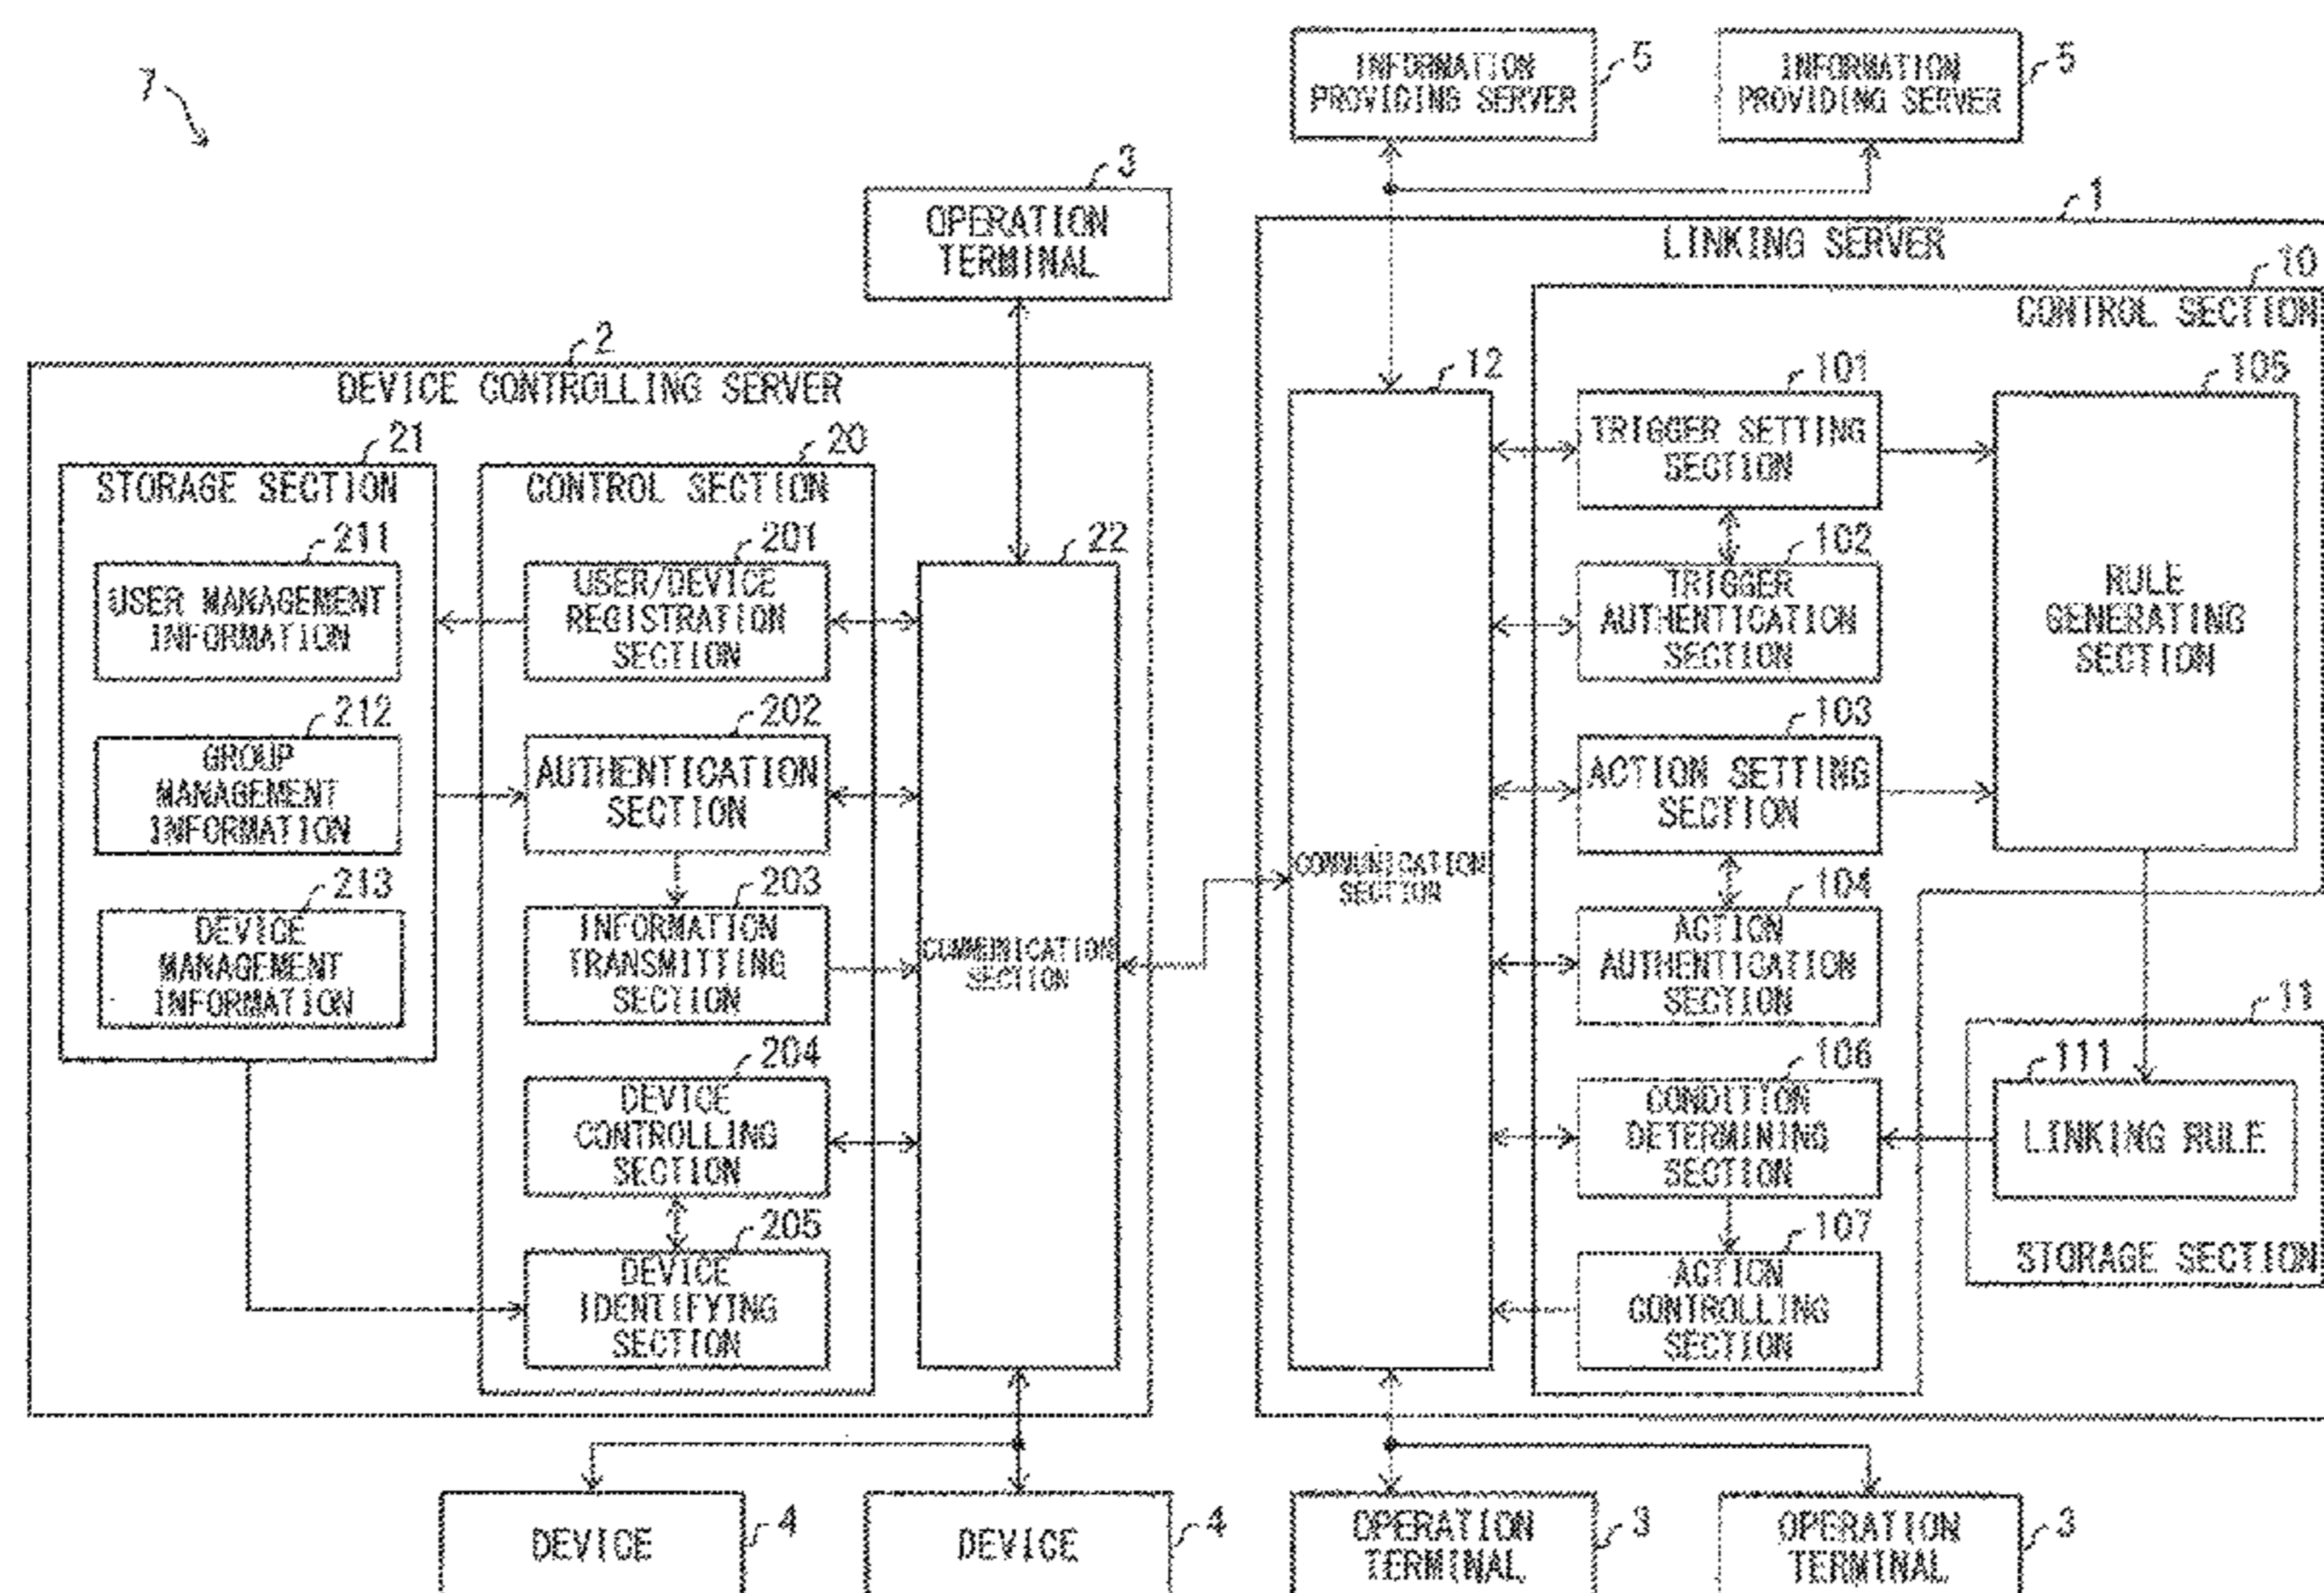 7
INFORMATION
PROVIDING SERVER
5
INFORMATION
PROVIDING SERVER
5
OPERATION
TERMINAL
3
1
LINKING SERVER
10
CONTROL SECTION
2
DEVICE CONTROLLING SERVER
21
STORAGE SECTION
211
USER MANAGEMENT
INFORMATION
212
GROUP
MANAGEMENT
INFORMATION
213
DEVICE
MANAGEMENT
INFORMATION
20
CONTROL SECTION
201
USER/DEVICE
REGISTRATION
SECTION
202
AUTHENTICATION
SECTION
203
INFORMATION
TRANSMITTING
SECTION
204
DEVICE
CONTROLLING
SECTION
205
DEVICE
IDENTIFYING
SECTION
22
COMMUNICATION
SECTION
12
COMMUNICATION
SECTION
101
TRIGGER SETTING
SECTION
102
TRIGGER
AUTHENTICATION
SECTION
103
ACTION SETTING
SECTION
104
ACTION
AUTHENTICATION
SECTION
106
CONDITION
DETERMINING
SECTION
107
ACTION
CONTROLLING
SECTION
105
RULE
GENERATING
SECTION
11
111
LINKING RULE
STORAGE SECTION
DEVICE
4
DEVICE
4
OPERATION
TERMINAL
3
OPERATION
TERMINAL
3